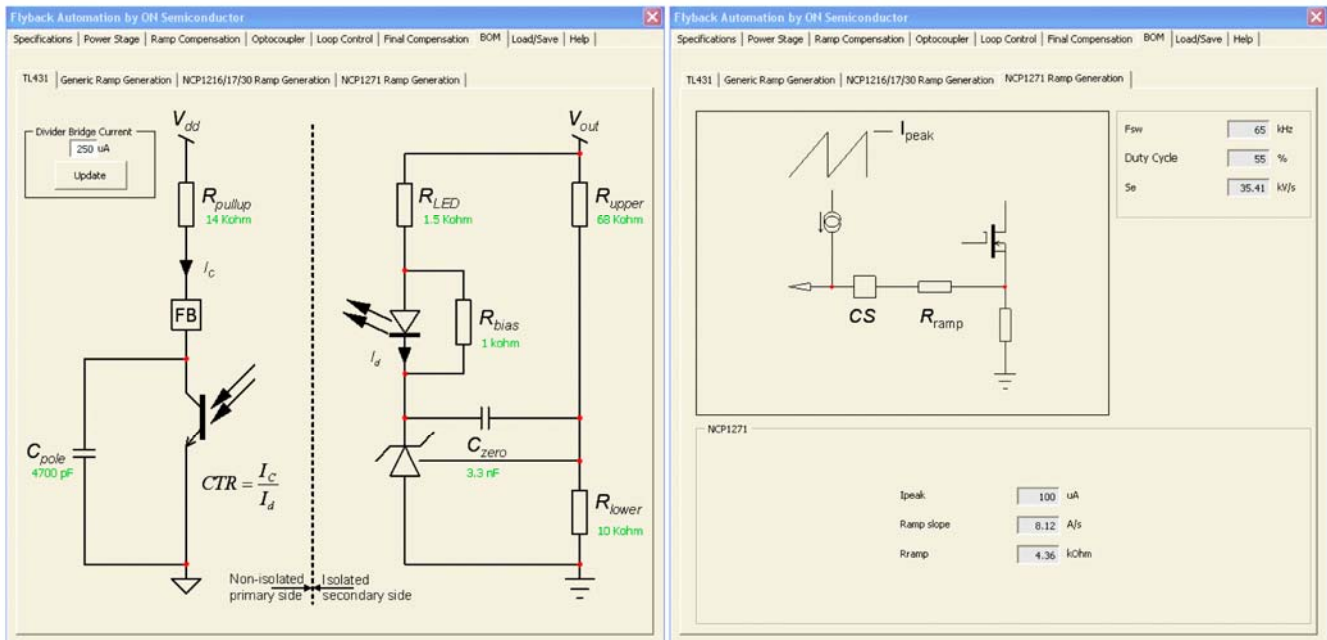 Flyback Automation by ON Semiconductor
Specifications | Power Stage | Ramp Compensation | Optocoupler | Loop Control | Final Compensation | BOM | Load/Save | Help |
TL431 | Generic Ramp Generation | NCP1216/17/30 Ramp Generation | NCP1271 Ramp Generation |
Divider Bridge Current
250 uA
Update
Vdd
Rpullup
14 Kohm
IC
FB
Cpole
4700 pF
CTR = IC / Id
Vout
RLED
1.5 Kohm
Rupper
68 Kohm
Rbias
1 kohm
Id
Czero
3.3 nF
Rlower
10 Kohm
Non-isolated primary side
Isolated secondary side
Flyback Automation by ON Semiconductor
Specifications | Power Stage | Ramp Compensation | Optocoupler | Loop Control | Final Compensation | BOM | Load/Save | Help |
TL431 | Generic Ramp Generation | NCP1216/17/30 Ramp Generation | NCP1271 Ramp Generation |
Ipeak
CS
Rramp
Fsw 65 kHz
Duty Cycle 55 %
Se 35.41 kV/s
NCP1271
Ipeak 100 uA
Ramp slope 8.12 A/s
Rramp 4.36 kOhm